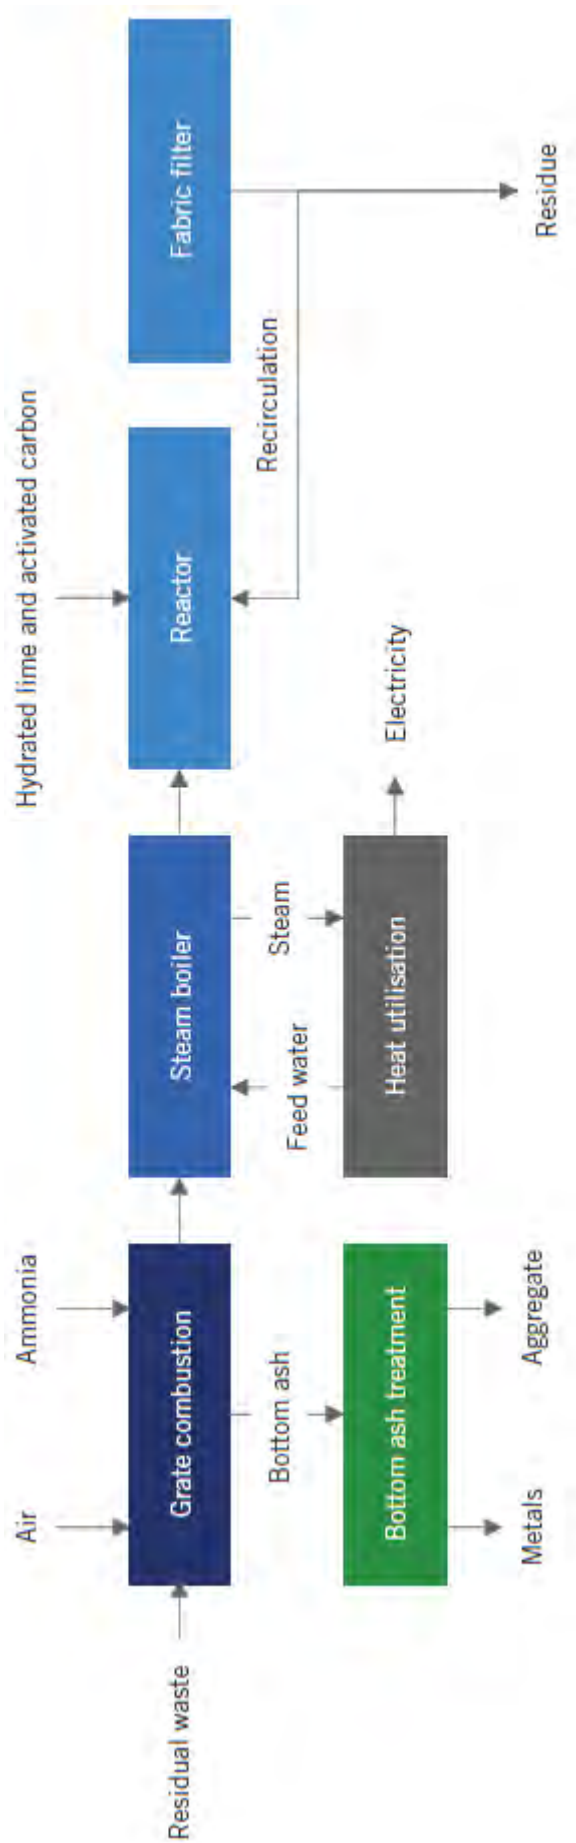 Air
Ammonia
Hydrated lime and activated carbon
Residual waste
Grate combustion
Steam boiler
Reactor
Fabric filter
Bottom ash
Feed water
Steam
Recirculation
Bottom ash treatment
Heat utilisation
Electricity
Metals
Aggregate
Residue